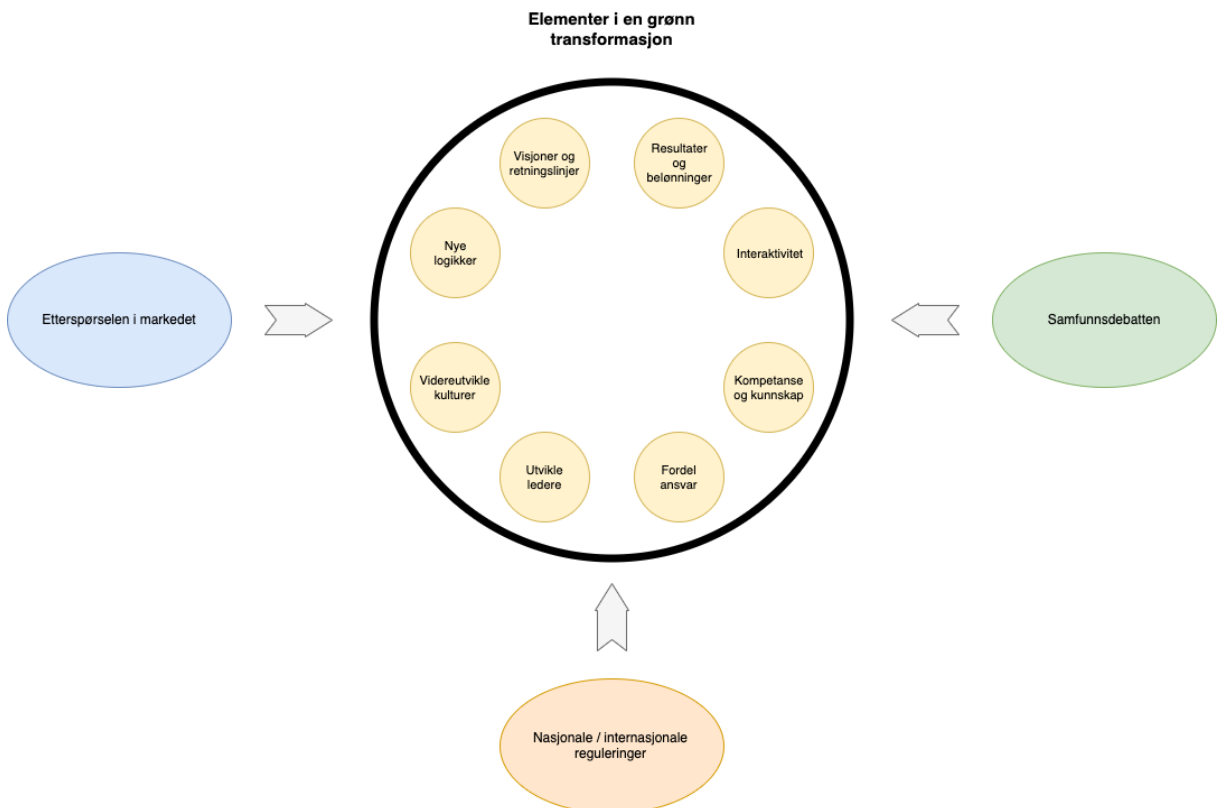 Elementer i en grønn
transformasjon
Visjoner og
retningslinjer
Resultater
og
belønninger
Nye
logikker
Interaktivitet
Etterspørselen i markedet
Samfunnsdebatten
Videreutvikle
kulturer
Kompetanse
og kunnskap
Utvikle
ledere
Fordel
ansvar
Nasjonale / internasjonale
reguleringer